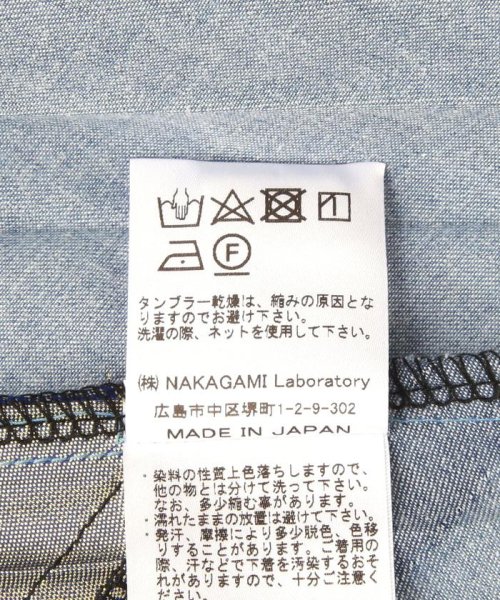 F
タンブラー乾燥は、縮みの原因とな
りますのでお避け下さい。
洗濯の際、ネットを使用して下さい。
㈱ NAKAGAMI Laboratory
広島市中区堺町1-2-9-302
MADE IN JAPAN
・染料の性質上色落ちしますので、
他の物とは分けて洗って下さい。
なお、多少縮む事があります。
・濡れたままの放置は避けて下さい。
・発汗、摩擦により多少脱色、色移
りすることがあります。ご着用の
際、汗などで下着を汚染するおそ
れがありますので、十分ご注意く
ださい。